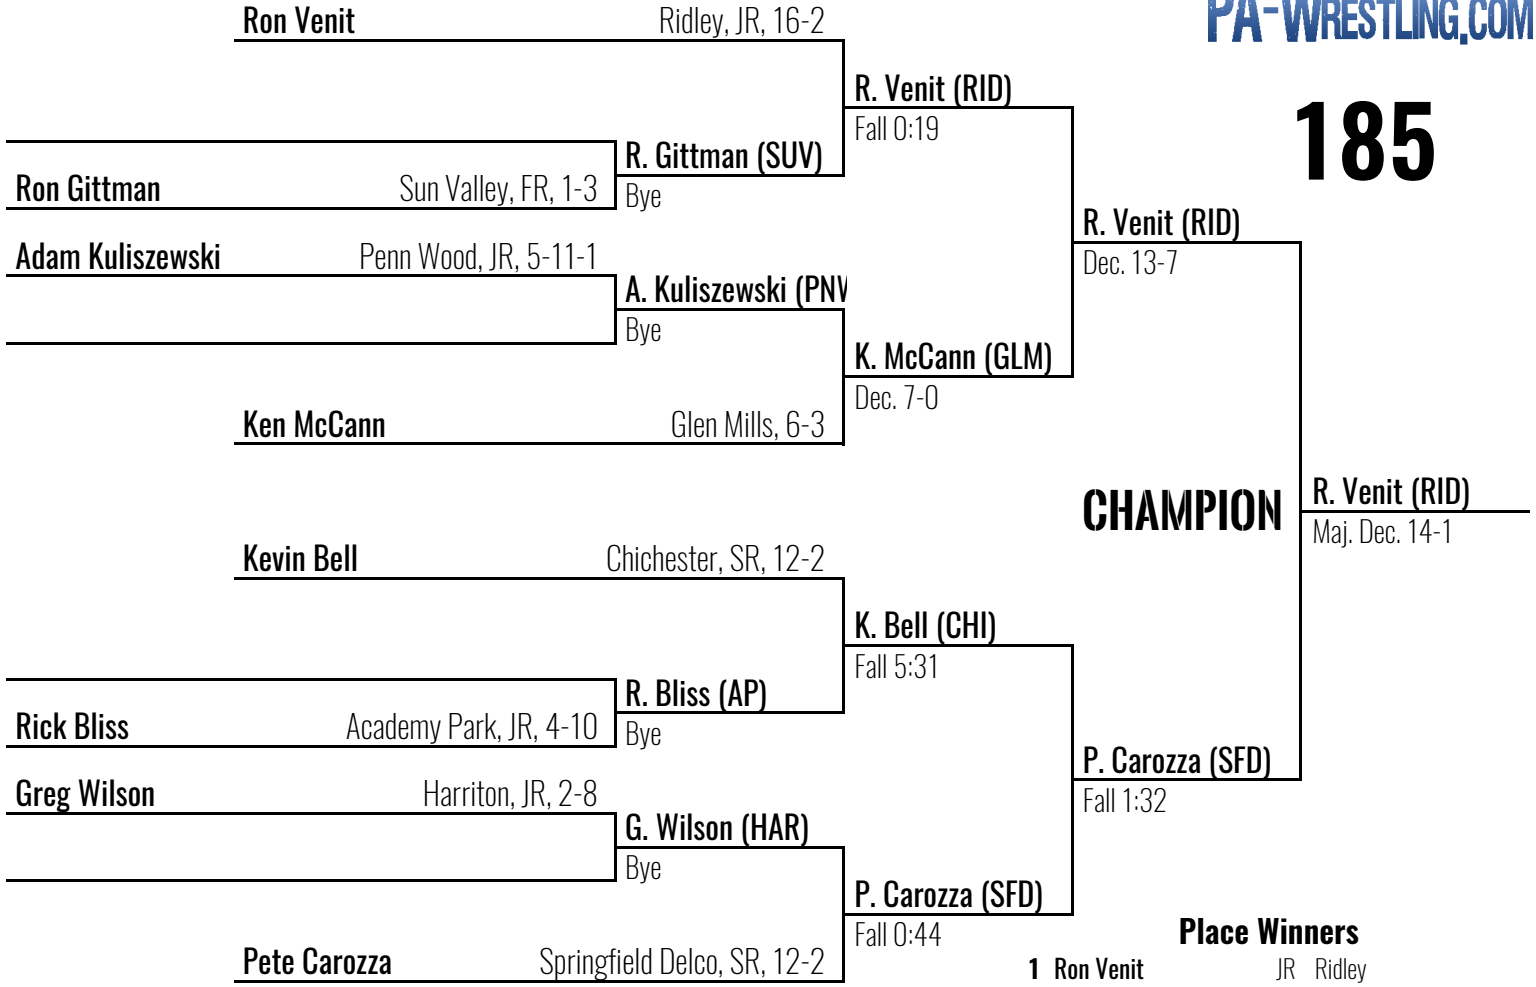 PA-WRESTLING.COM
185
Ron Venit Ridley, JR, 16-2
R. Venit (RID)
Fall 0:19
R. Gittman (SUV)
Ron Gittman Sun Valley, FR, 1-3
Bye
R. Venit (RID)
Dec. 13-7
Adam Kuliszewski Penn Wood, JR, 5-11-1
A. Kuliszewski (PNW
Bye
K. McCann (GLM)
Dec. 7-0
Ken McCann Glen Mills, 6-3
CHAMPION
R. Venit (RID)
Maj. Dec. 14-1
Kevin Bell Chichester, SR, 12-2
K. Bell (CHI)
Fall 5:31
R. Bliss (AP)
Rick Bliss Academy Park, JR, 4-10
Bye
P. Carozza (SFD)
Fall 1:32
Greg Wilson Harriton, JR, 2-8
G. Wilson (HAR)
Bye
P. Carozza (SFD)
Fall 0:44
Pete Carozza Springfield Delco, SR, 12-2
Place Winners
1 Ron Venit JR Ridley